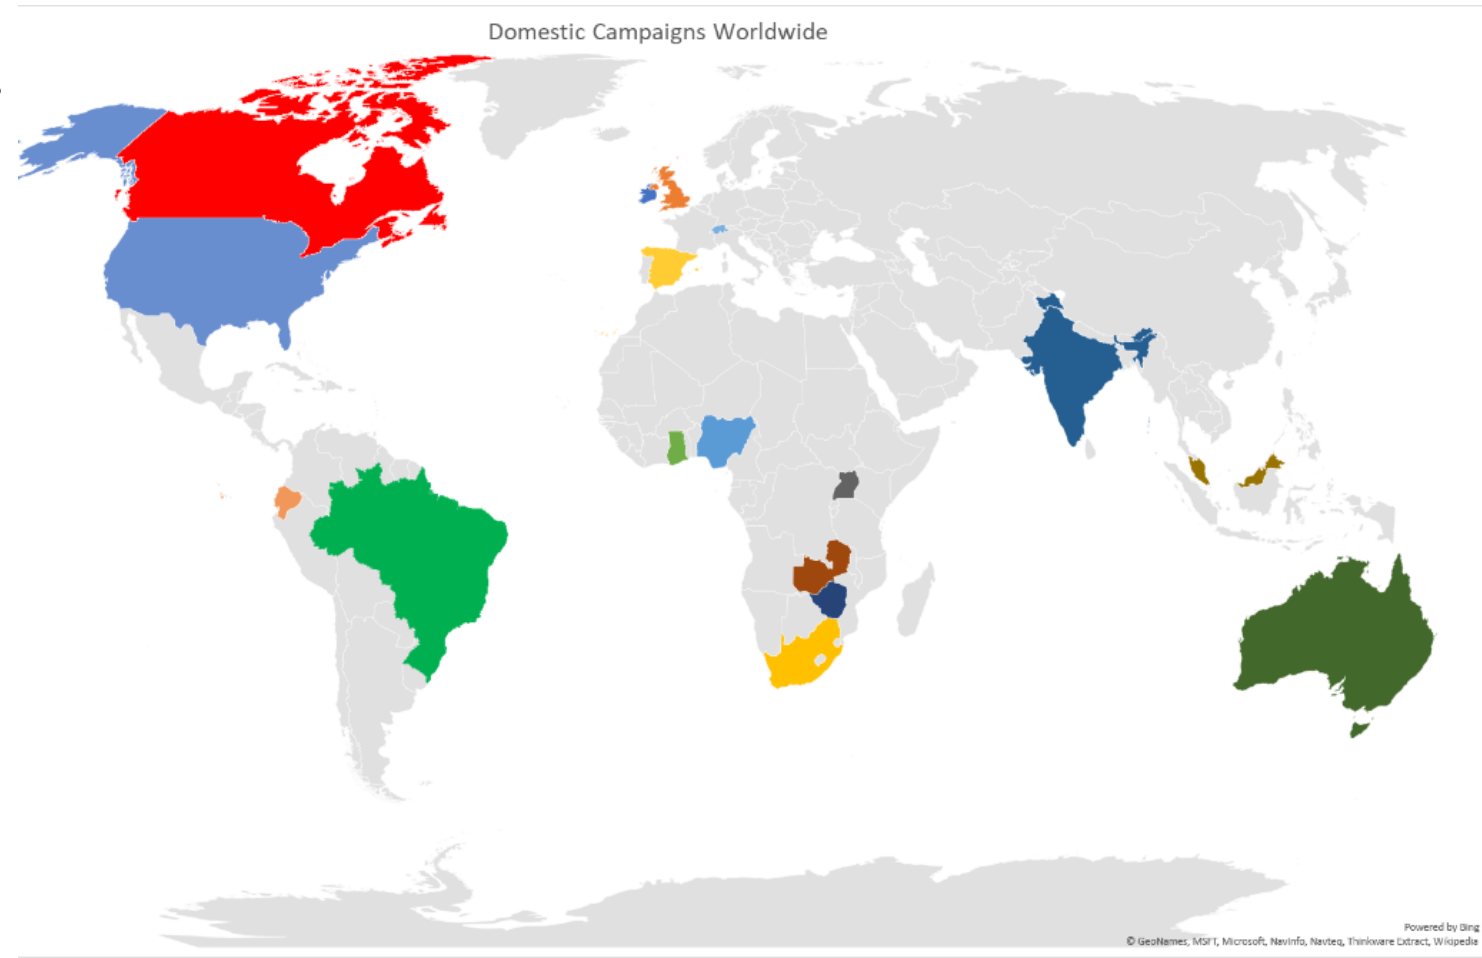 Domestic Campaigns Worldwide
Powered by Bing
© GeoNames, MSFT, Microsoft, NavInfo, Navteq, Thinkware Extract, Wikipedia